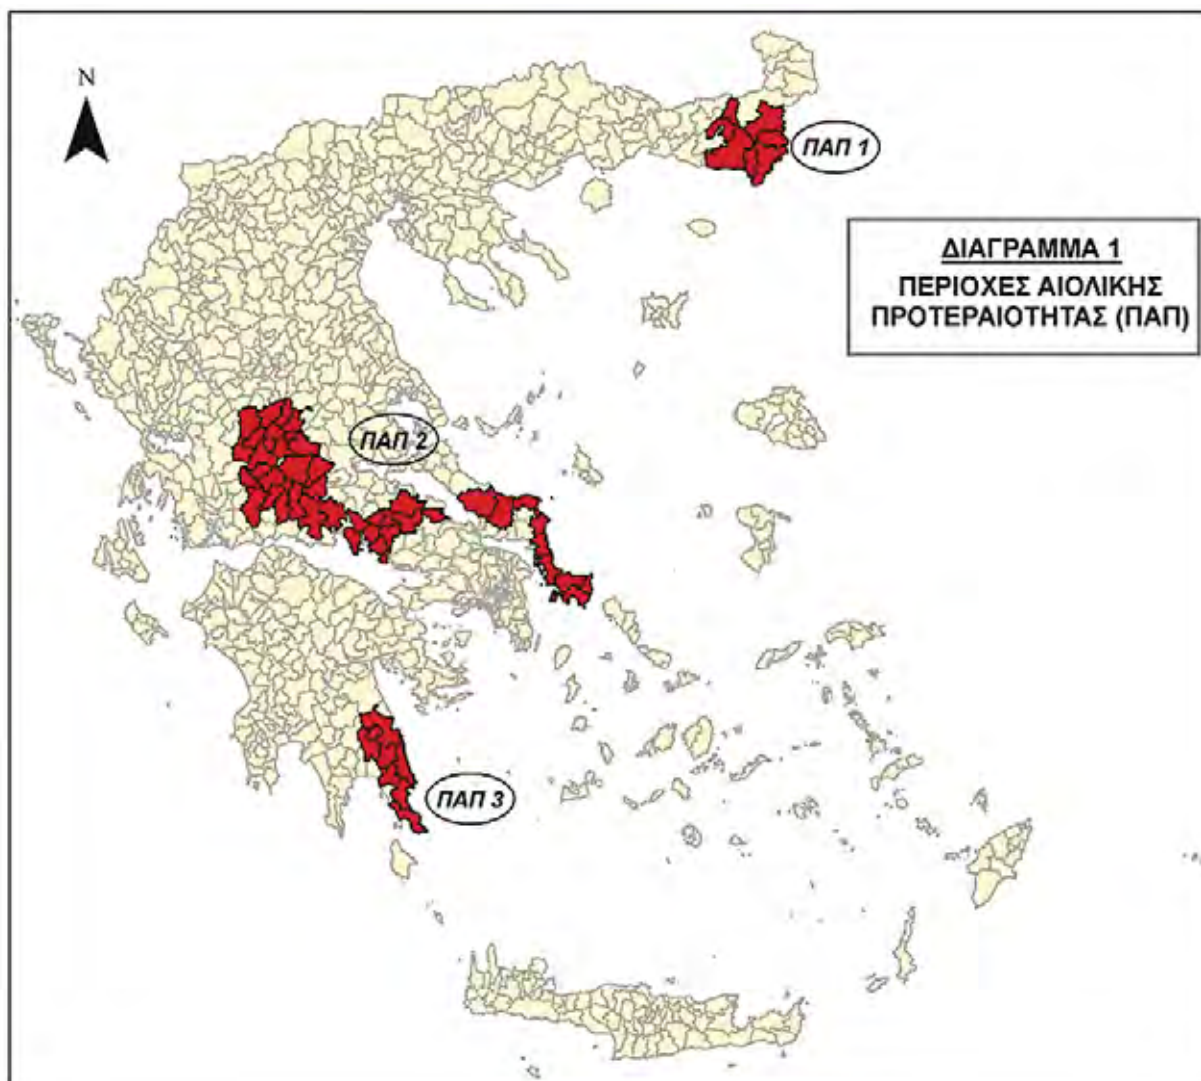 N
ΠΑΠ 1
ΔΙΑΓΡΑΜΜΑ 1
ΠΕΡΙΟΧΕΣ ΑΙΟΛΙΚΗΣ
ΠΡΟΤΕΡΑΙΟΤΗΤΑΣ (ΠΑΠ)
ΠΑΠ 2
ΠΑΠ 3